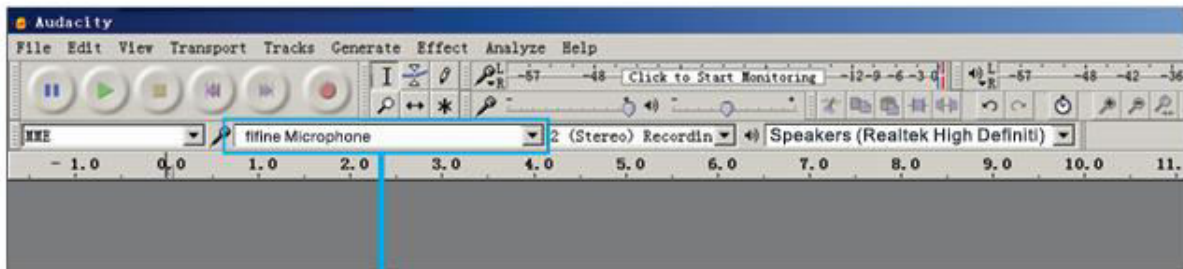 Audacity
File Edit View Transport Tracks Generate Effect Analyze Help
L R -57 -48 Click to Start Monitoring -12 -9 -6 -3 0 L R -57 -48 -42 -36
MME fifine Microphone 2 (Stereo) Recordin Speakers (Realtek High Definiti)
- 1.0 0.0 1.0 2.0 3.0 4.0 5.0 6.0 7.0 8.0 9.0 10.0 11.